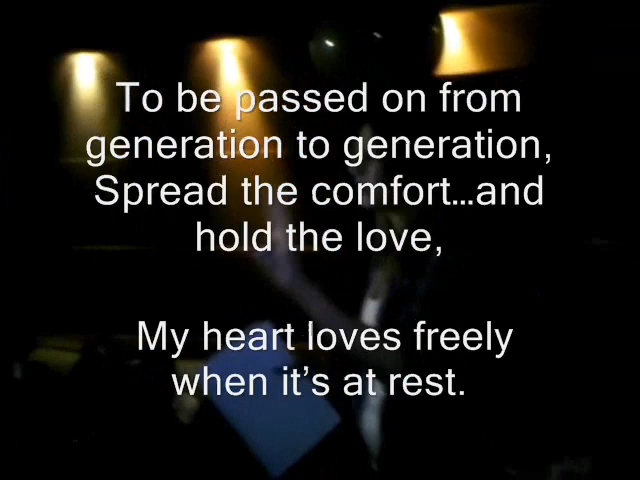 To be passed on from
generation to generation,
Spread the comfort…and
hold the love,
My heart loves freely
when it’s at rest.